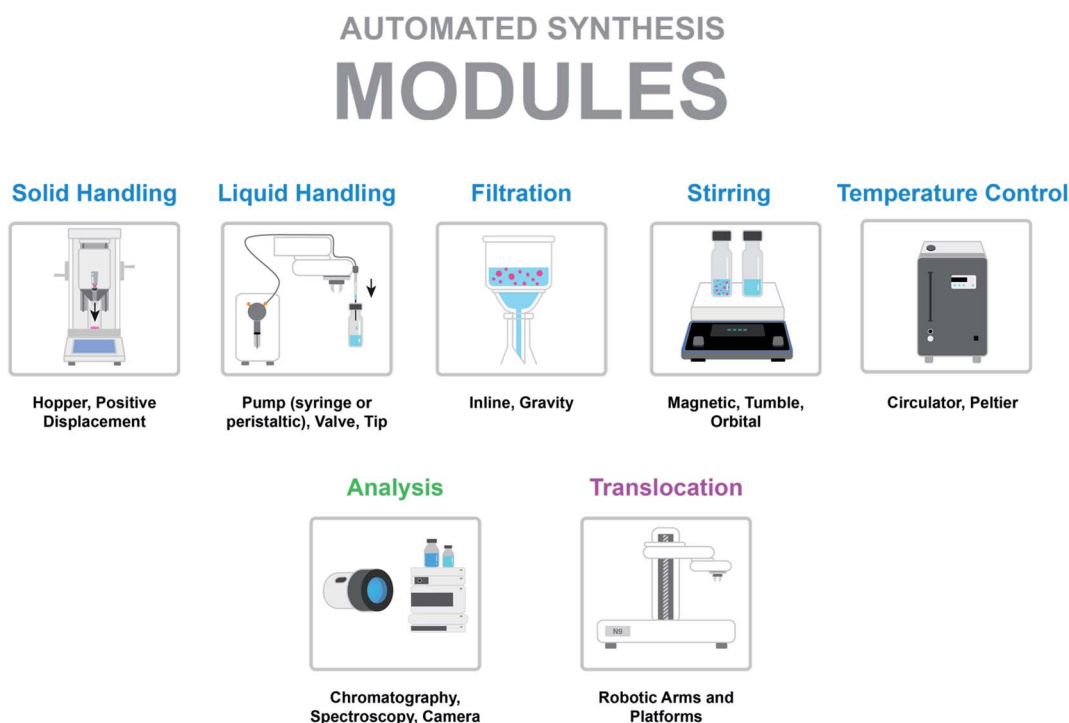 AUTOMATED SYNTHESIS
MODULES
Solid Handling
Liquid Handling
Filtration
Stirring
Temperature Control
Hopper, Positive
Displacement
Pump (syringe or
peristaltic), Valve, Tip
Inline, Gravity
Magnetic, Tumble,
Orbital
Circulator, Peltier
Analysis
Translocation
N9
Chromatography,
Spectroscopy, Camera
Robotic Arms and
Platforms